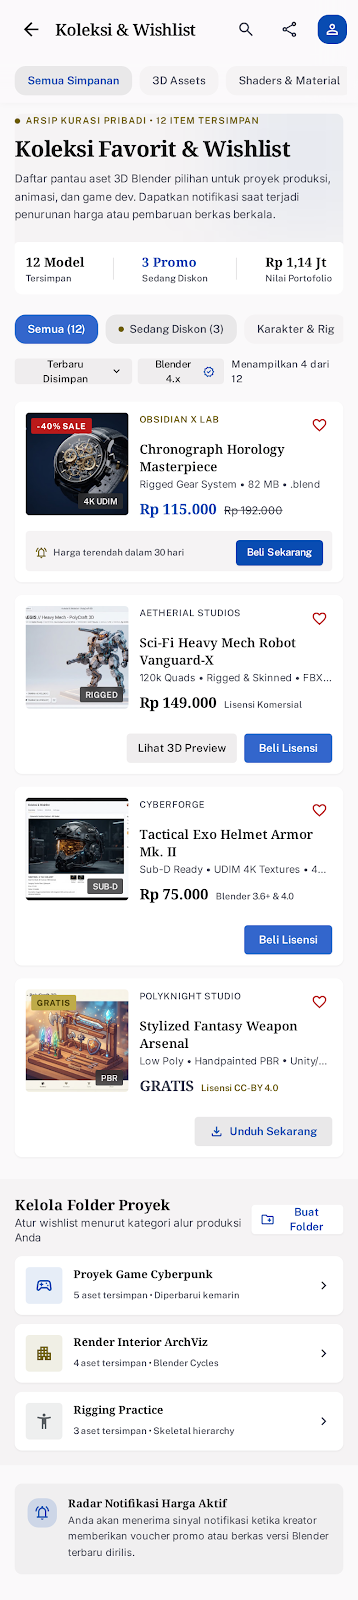 Koleksi & Wishlist
Semua Simpanan
3D Assets
Shaders & Material
ARSIP KURASI PRIBADI • 12 ITEM TERSIMPAN
Koleksi Favorit & Wishlist
Daftar pantau aset 3D Blender pilihan untuk proyek produksi,
animasi, dan game dev. Dapatkan notifikasi saat terjadi
penurunan harga atau pembaruan berkas berkala.
12 Model
Tersimpan
3 Promo
Sedang Diskon
Rp 1,14 Jt
Nilai Portofolio
Semua (12)
Sedang Diskon (3)
Karakter & Rig
Terbaru
Disimpan
Blender
4.x
Menampilkan 4 dari
12
-40% SALE
4K UDIM
OBSIDIAN X LAB
Chronograph Horology
Masterpiece
Rigged Gear System • 82 MB • .blend
Rp 115.000 Rp 192.000
Harga terendah dalam 30 hari
Beli Sekarang
RIGGED
AETHERIAL STUDIOS
Sci-Fi Heavy Mech Robot
Vanguard-X
120k Quads • Rigged & Skinned • FBX...
Rp 149.000 Lisensi Komersial
Lihat 3D Preview
Beli Lisensi
SUB-D
CYBERFORGE
Tactical Exo Helmet Armor
Mk. II
Sub-D Ready • UDIM 4K Textures • 4...
Rp 75.000 Blender 3.6+ & 4.0
Beli Lisensi
GRATIS
PBR
POLYKNIGHT STUDIO
Stylized Fantasy Weapon
Arsenal
Low Poly • Handpainted PBR • Unity/...
GRATIS Lisensi CC-BY 4.0
Unduh Sekarang
Kelola Folder Proyek
Atur wishlist menurut kategori alur produksi
Anda
Buat
Folder
Proyek Game Cyberpunk
5 aset tersimpan • Diperbarui kemarin
Render Interior ArchViz
4 aset tersimpan • Blender Cycles
Rigging Practice
3 aset tersimpan • Skeletal hierarchy
Radar Notifikasi Harga Aktif
Anda akan menerima sinyal notifikasi ketika kreator
memberikan voucher promo atau berkas versi Blender
terbaru dirilis.